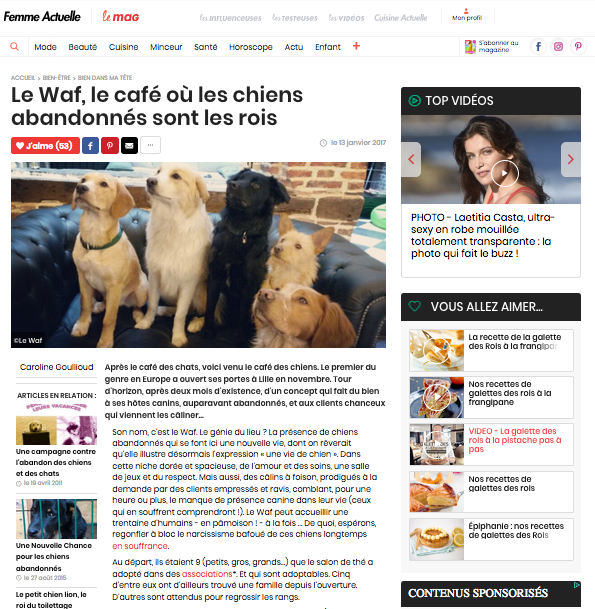 Femme Actuelle
le mag
les INFLUENCEUSES
les testeuses
les VIDÉOS
Cuisine Actuelle
Mon profil
Mode
Beauté
Cuisine
Minceur
Santé
Horoscope
Actu
Enfant
+
S'abonner au
magazine
ACCUEIL > BIEN-ÊTRE > BIEN DANS MA TÊTE
Le Waf, le café où les chiens
abandonnés sont les rois
J'aime (53)
le 13 janvier 2017
©Le Waf
Caroline Goullioud
ARTICLES EN RELATION :
LEURS VACANCES
Une campagne contre
l'abandon des chiens
et des chats
le 19 avril 2011
Une Nouvelle Chance
pour les chiens
abandonnés
le 27 août 2015
Le petit chien lion, le
roi du toilettage
Après le café des chats, voici venu le café des chiens. Le premier du
genre en Europe a ouvert ses portes à Lille en novembre. Tour
d'horizon, après deux mois d'existence, d'un concept qui fait du bien
à ses hôtes canins, auparavant abandonnés, et aux clients chanceux
qui viennent les câliner...
Son nom, c'est le Waf. Le génie du lieu ? La présence de chiens
abandonnés qui se font ici une nouvelle vie, dont on rêverait
qu'elle illustre désormais l'expression « une vie de chien ». Dans
cette niche dorée et spacieuse, de l'amour et des soins, une salle
de jeux et du respect. Mais aussi, des câlins à foison, prodigués à la
demande par des clients empressés et ravis, comblant, pour une
heure ou plus, le manque de présence canine dans leur vie (ceux
qui en souffrent comprendront !). Le Waf peut accueillir une
trentaine d'humains - en pâmoison ! - à la fois ... De quoi, espérons,
regonfler à bloc le narcissisme bafoué de ces chiens longtemps
en souffrance.
Au départ, ils étaient 9 (petits, gros, grands...) que le salon de thé a
adopté dans des associations*. Et qui sont adoptables. Cinq
d'entre eux ont d'ailleurs trouvé une famille depuis l'ouverture.
D'autres sont attendus pour regrossir les rangs.
TOP VIDÉOS
PHOTO - Laetitia Casta, ultra-
sexy en robe mouillée
totalement transparente : la
photo qui fait le buzz !
VOUS ALLEZ AIMER...
La recette de la galette
des Rois à la frangipan
Nos recettes de
galettes des rois à la
frangipane
VIDEO - La galette des
rois à la pistache pas à
pas
Nos recettes de
galettes des rois
Épiphanie : nos recettes
de galettes des Rois
CONTENUS SPONSORISÉS